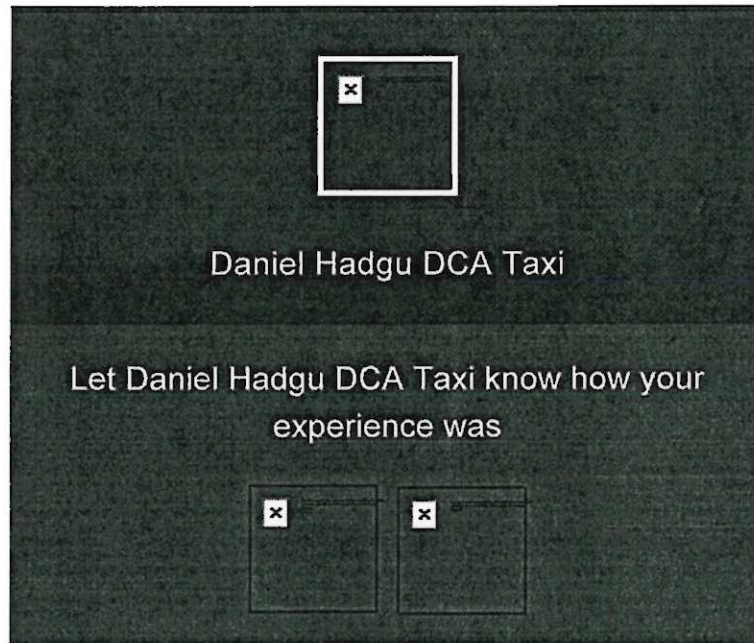 Daniel Hadgu DCA Taxi
Let Daniel Hadgu DCA Taxi know how your
experience was